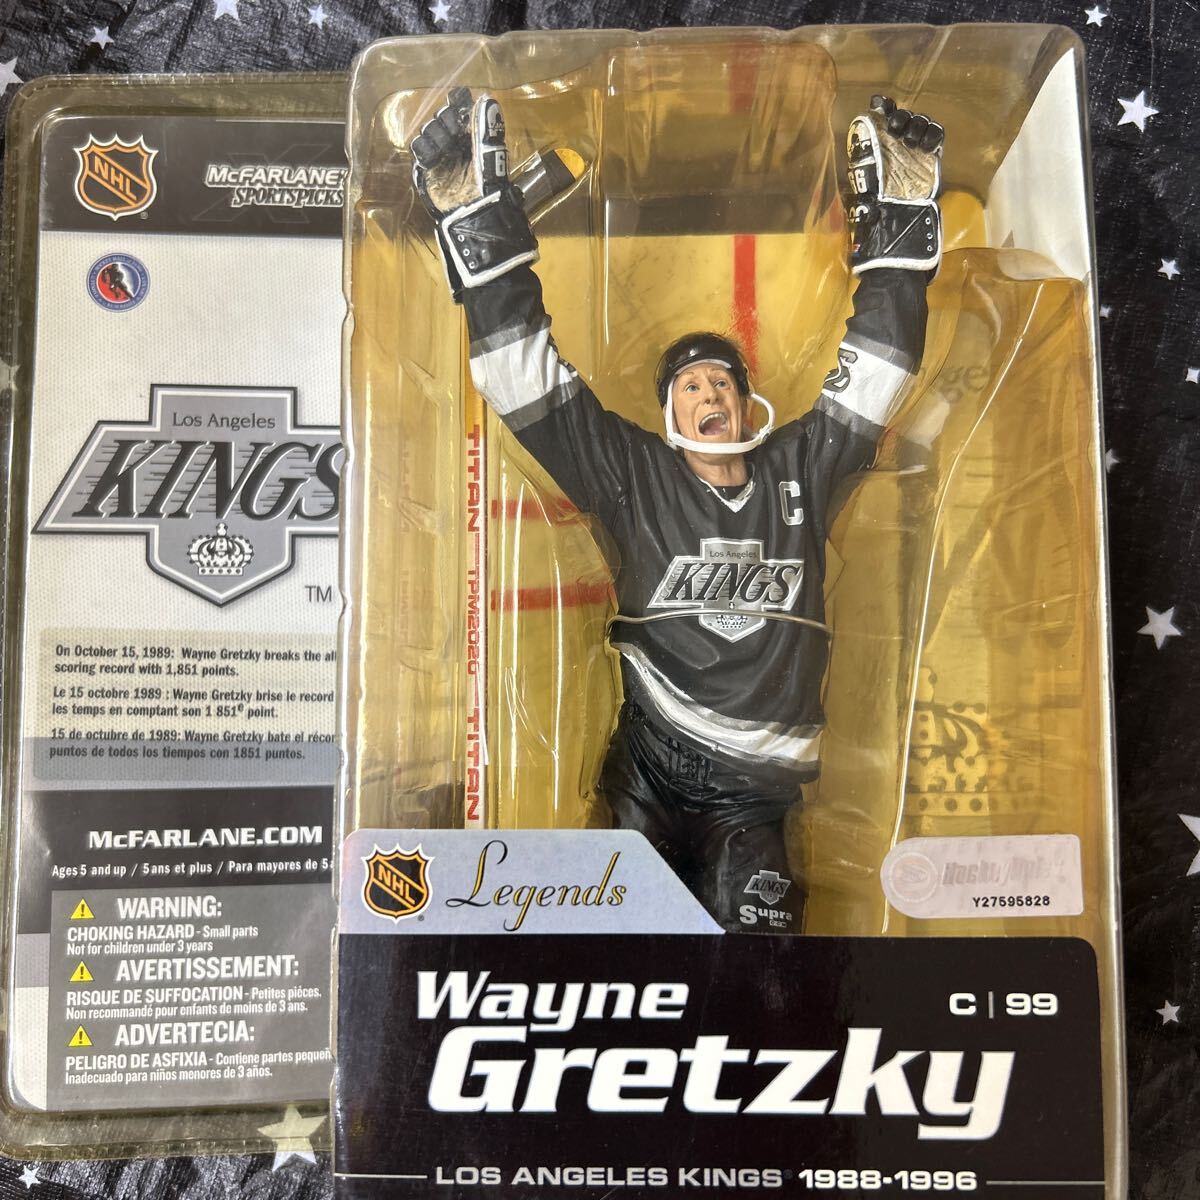 NHL
McFARLANE'S
SPORTSPICKS
Los Angeles
KINGS
TM
On October 15, 1989: Wayne Gretzky breaks the all
scoring record with 1,851 points.
Le 15 octobre 1989 : Wayne Gretzky brise le record
les temps en comptant son 1 851e point.
15 de octubre de 1989: Wayne Gretzky bate el récor
puntos de todos los tiempos con 1851 puntos.
McFARLANE.COM
Ages 5 and up / 5 ans et plus / Para mayores de 5 a
WARNING:
CHOKING HAZARD - Small parts
Not for children under 3 years
AVERTISSEMENT:
RISQUE DE SUFFOCATION - Petites pièces.
Non recommandé pour enfants de moins de 3 ans.
ADVERTECIA:
PELIGRO DE ASFIXIA - Contiene partes pequeñ
Inadecuado para niños menores de 3 años.
TITAN TPM2020 TITAN
C
Los Angeles
KINGS
KINGS
Supra
NHL
Legends
Y27595828
Wayne
Gretzky
C | 99
LOS ANGELES KINGS® 1988-1996